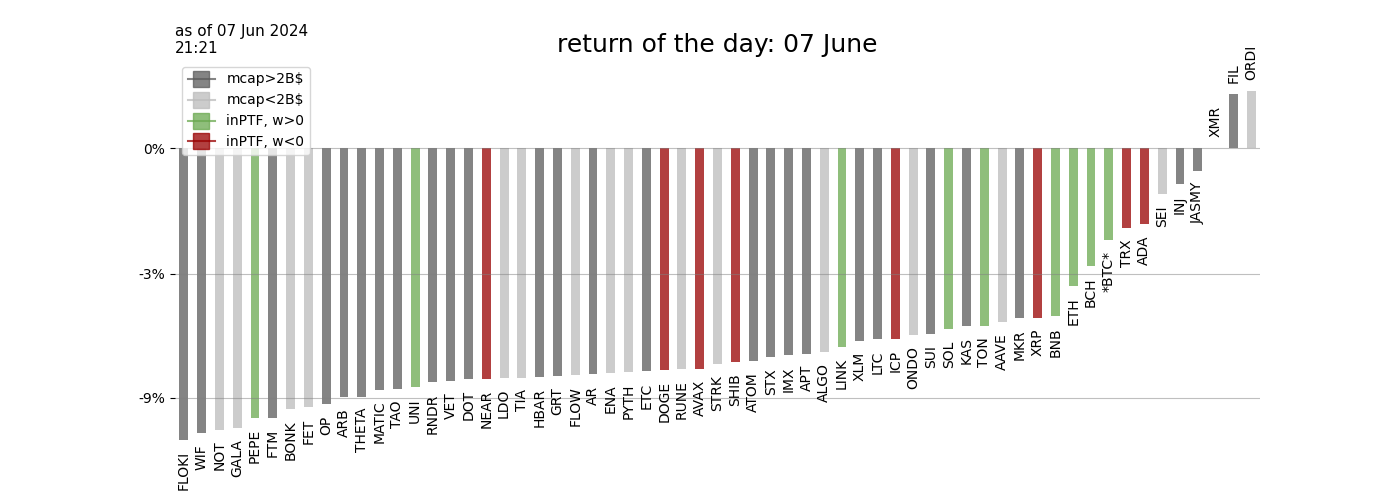 as of 07 Jun 2024
21:21
return of the day: 07 June
mcap>2B$
mcap<2B$
inPTF, w>0
inPTF, w<0
0%
-3%
-9%
FLOKI
WIF
NOT
GALA
PEPE
FTM
BONK
FET
OP
ARB
THETA
MATIC
TAO
UNI
RNDR
VET
DOT
NEAR
LDO
TIA
HBAR
GRT
FLOW
AR
ENA
PYTH
ETC
DOGE
RUNE
AVAX
STRK
SHIB
ATOM
STX
IMX
APT
ALGO
LINK
XLM
LTC
ICP
ONDO
SUI
SOL
KAS
TON
AAVE
MKR
XRP
BNB
ETH
BCH
*BTC*
TRX
ADA
SEI
INJ
JASMY
XMR
FIL
ORDI